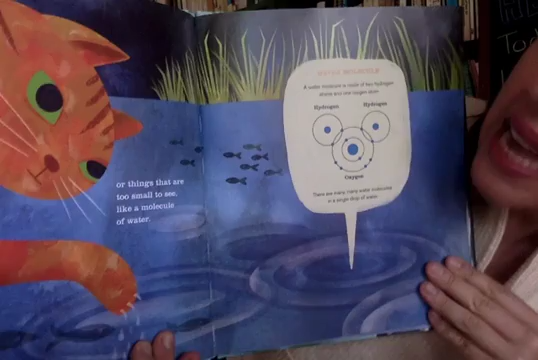 or things that are
too small to see,
like a molecule
of water.
WATER MOLECULE
A water molecule is made of two hydrogen
atoms and one oxygen atom.
Hydrogen
Hydrogen
Oxygen
There are many, many water molecules
in a single drop of water.